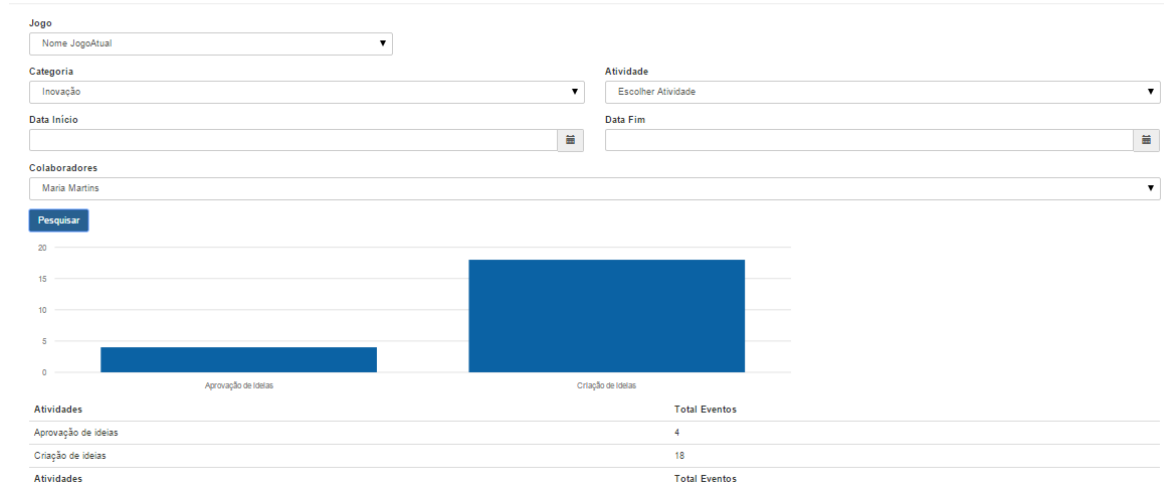 Jogo
Nome JogoAtual
Categoria
Atividade
Inovação
Escolher Atividade
Data Início
Data Fim
Colaboradores
Maria Martins
Pesquisar
20
15
10
5
0
Aprovação de ideias
Criação de ideias
Atividades Total Eventos
Aprovação de ideias 4
Criação de ideias 18
Atividades Total Eventos